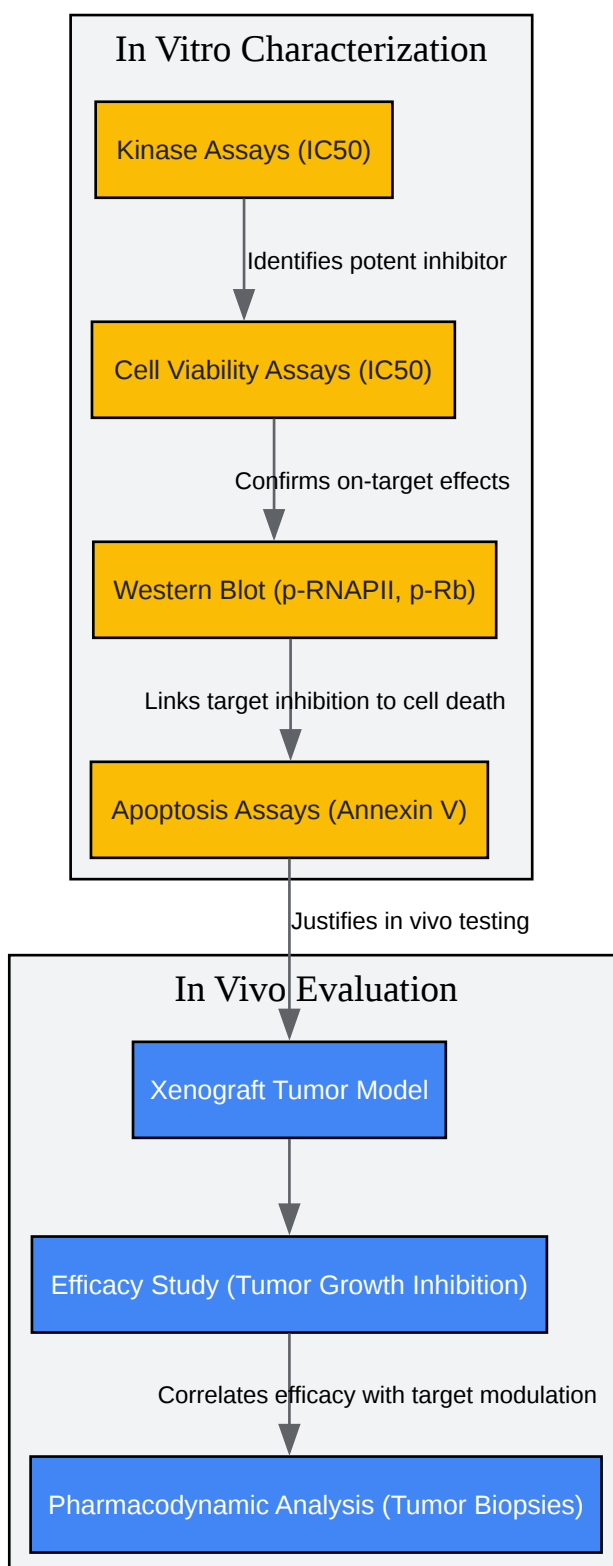 In Vitro Characterization
Kinase Assays (IC50)
Identifies potent inhibitor
Cell Viability Assays (IC50)
Confirms on-target effects
Western Blot (p-RNAPII, p-Rb)
Links target inhibition to cell death
Apoptosis Assays (Annexin V)
Justifies in vivo testing
In Vivo Evaluation
Xenograft Tumor Model
Efficacy Study (Tumor Growth Inhibition)
Correlates efficacy with target modulation
Pharmacodynamic Analysis (Tumor Biopsies)